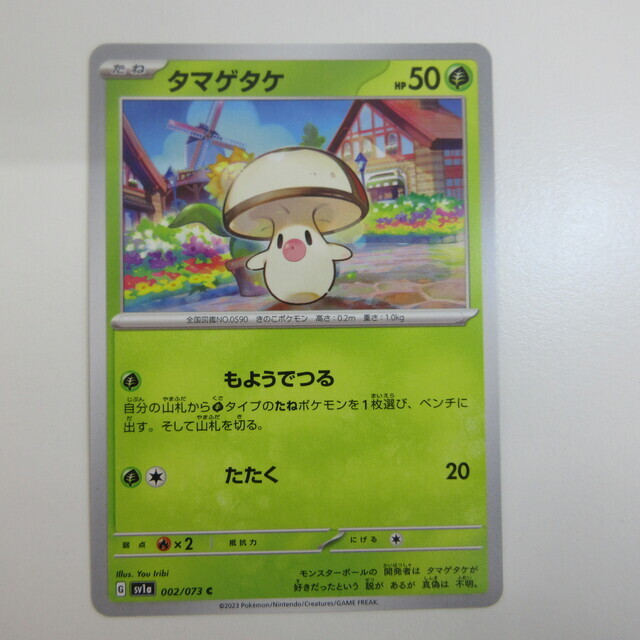 たね タマゲタケ HP 50
全国図鑑NO.0590 きのこポケモン 高さ:0.2m 重さ:1.0kg
もようでつる
自分の山札からタイプのたねポケモンを1枚選び、ベンチに
出す。そして山札を切る。
たたく 20
弱点 ×2 抵抗力 にげる
Illus. You Iribi
G sv1a 002/073 C
モンスターボールの 開発者は タマゲタケが
好きだったという 説が あるが 真偽は 不明。
©2023 Pokémon/Nintendo/Creatures/GAME FREAK.